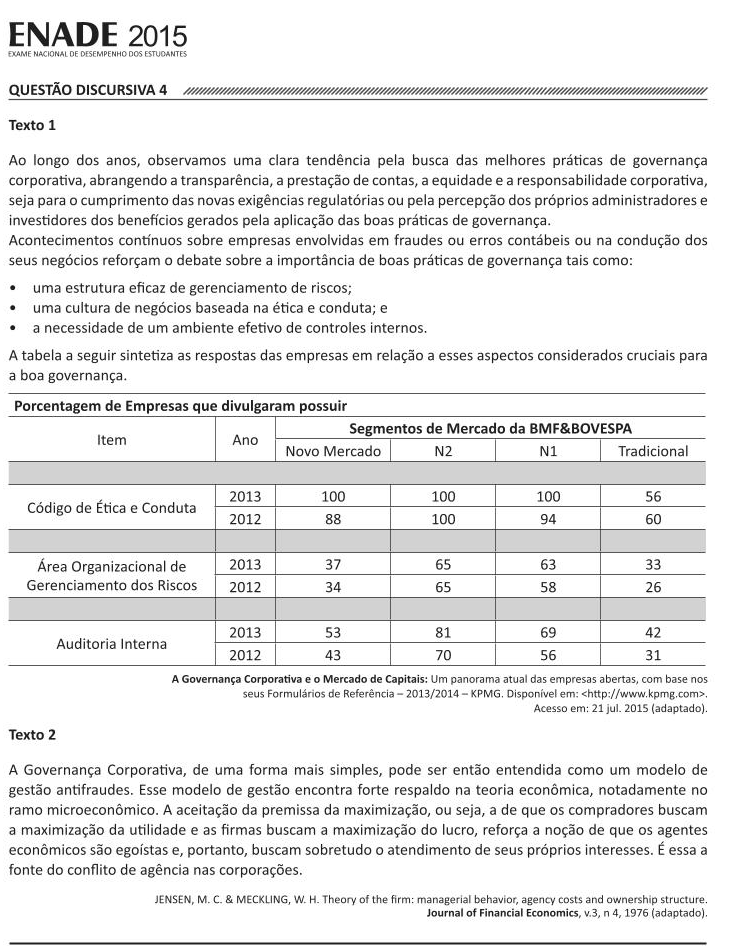 ENADE 2015
EXAME NACIONAL DE DESEMPENHO DOS ESTUDANTES
QUESTÃO DISCURSIVA 4
Texto 1
Ao longo dos anos, observamos uma clara tendência pela busca das melhores práticas de governança
corporativa, abrangendo a transparência, a prestação de contas, a equidade e a responsabilidade corporativa,
seja para o cumprimento das novas exigências regulatórias ou pela percepção dos próprios administradores e
investidores dos benefícios gerados pela aplicação das boas práticas de governança.
Acontecimentos contínuos sobre empresas envolvidas em fraudes ou erros contábeis ou na condução dos
seus negócios reforçam o debate sobre a importância de boas práticas de governança tais como:
• uma estrutura eficaz de gerenciamento de riscos;
• uma cultura de negócios baseada na ética e conduta; e
• a necessidade de um ambiente efetivo de controles internos.
A tabela a seguir sintetiza as respostas das empresas em relação a esses aspectos considerados cruciais para
a boa governança.
Porcentagem de Empresas que divulgaram possuir
Item Ano Segmentos de Mercado da BMF&BOVESPA
Novo Mercado N2 N1 Tradicional
Código de Ética e Conduta
2013 100 100 100 56
2012 88 100 94 60
Área Organizacional de
Gerenciamento dos Riscos
2013 37 65 63 33
2012 34 65 58 26
Auditoria Interna
2013 53 81 69 42
2012 43 70 56 31
A Governança Corporativa e o Mercado de Capitais: Um panorama atual das empresas abertas, com base nos
seus Formulários de Referência – 2013/2014 – KPMG. Disponível em: <http://www.kpmg.com>.
Acesso em: 21 jul. 2015 (adaptado).
Texto 2
A Governança Corporativa, de uma forma mais simples, pode ser então entendida como um modelo de
gestão antifraudes. Esse modelo de gestão encontra forte respaldo na teoria econômica, notadamente no
ramo microeconômico. A aceitação da premissa da maximização, ou seja, a de que os compradores buscam
a maximização da utilidade e as firmas buscam a maximização do lucro, reforça a noção de que os agentes
econômicos são egoístas e, portanto, buscam sobretudo o atendimento de seus próprios interesses. É essa a
fonte do conflito de agência nas corporações.
JENSEN, M. C. & MECKLING, W. H. Theory of the firm: managerial behavior, agency costs and ownership structure.
Journal of Financial Economics, v.3, n 4, 1976 (adaptado).